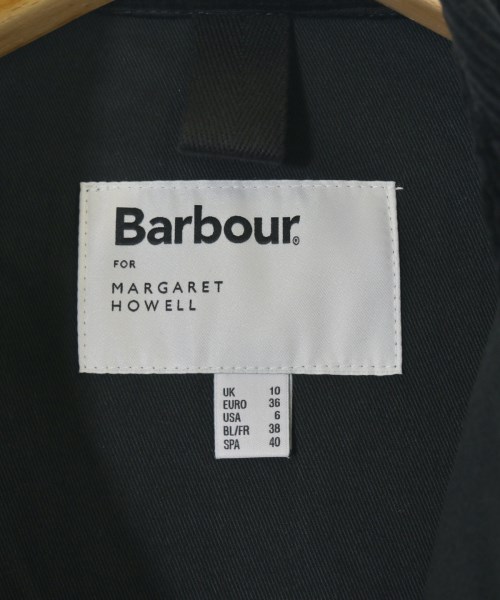 Barbour®
FOR
MARGARET
HOWELL
UK 10
EURO 36
USA 6
BL/FR 38
SPA 40